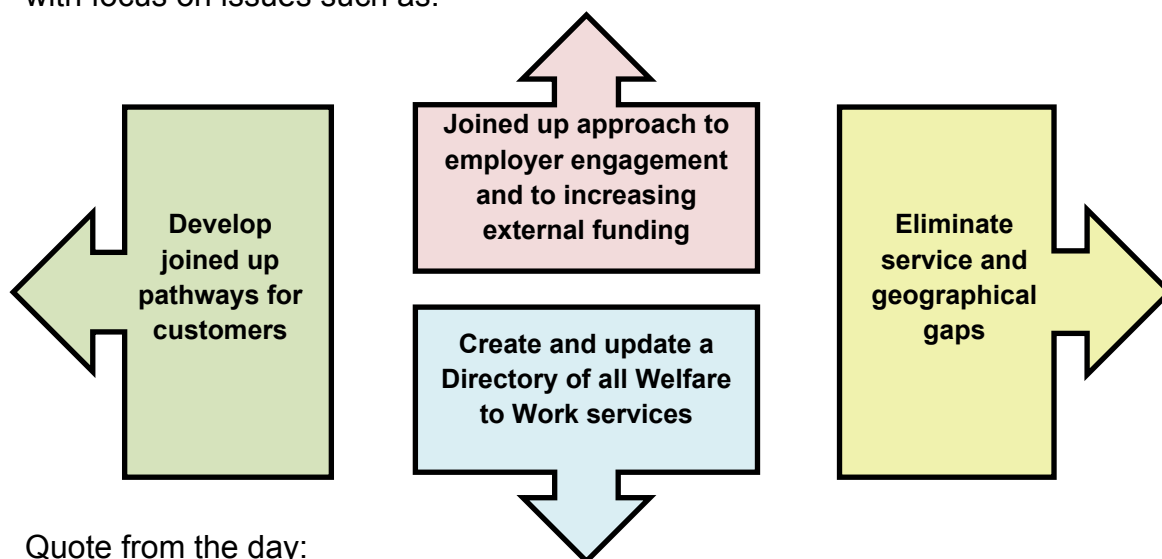 with focus on issues such as:
Joined up approach to
employer engagement
and to increasing
external funding
Develop
joined up
pathways for
customers
Eliminate
service and
geographical
gaps
Create and update a
Directory of all Welfare
to Work services
Quote from the day: